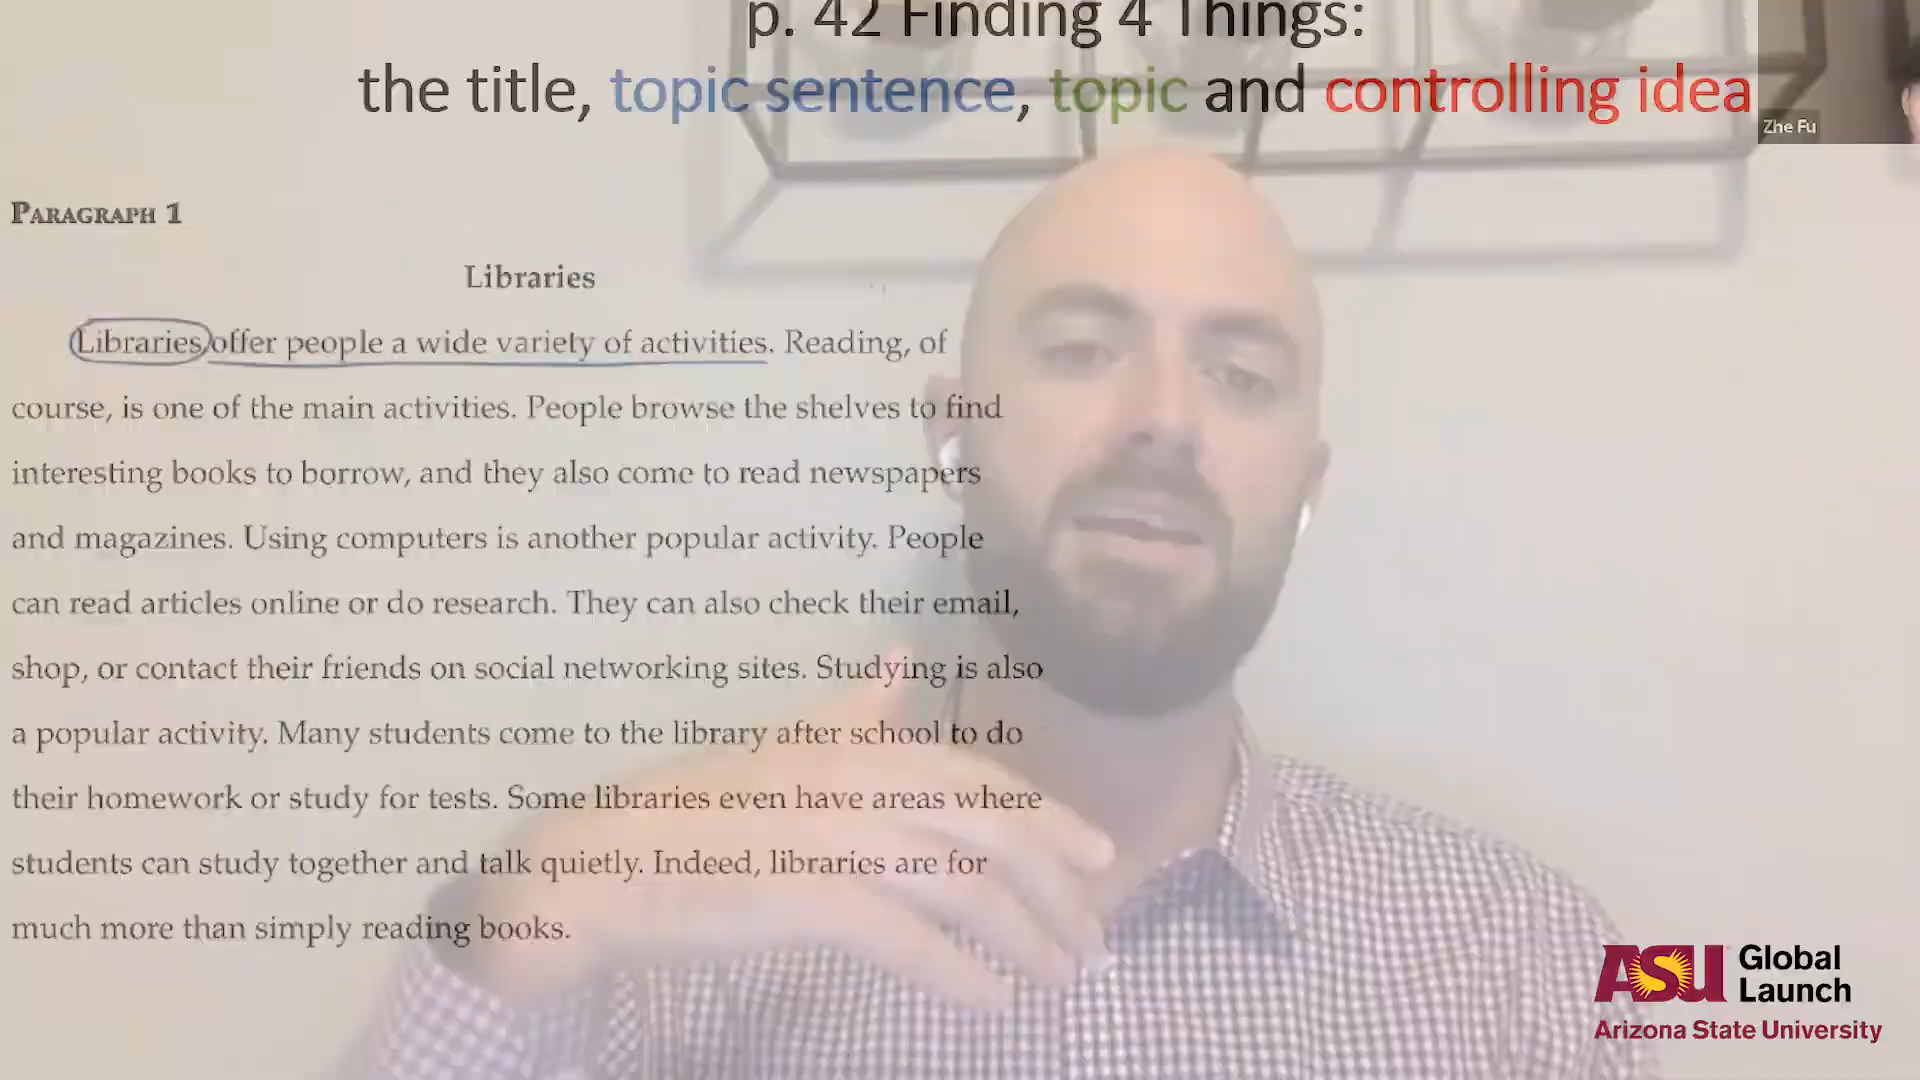 p. 42 Finding 4 Things:
the title, topic sentence, topic and controlling idea
Zhe Fu
PARAGRAPH 1
Libraries
Libraries offer people a wide variety of activities. Reading, of
course, is one of the main activities. People browse the shelves to find
interesting books to borrow, and they also come to read newspapers
and magazines. Using computers is another popular activity. People
can read articles online or do research. They can also check their email,
shop, or contact their friends on social networking sites. Studying is also
a popular activity. Many students come to the library after school to do
their homework or study for tests. Some libraries even have areas where
students can study together and talk quietly. Indeed, libraries are for
much more than simply reading books.
ASU Global
Launch
Arizona State University